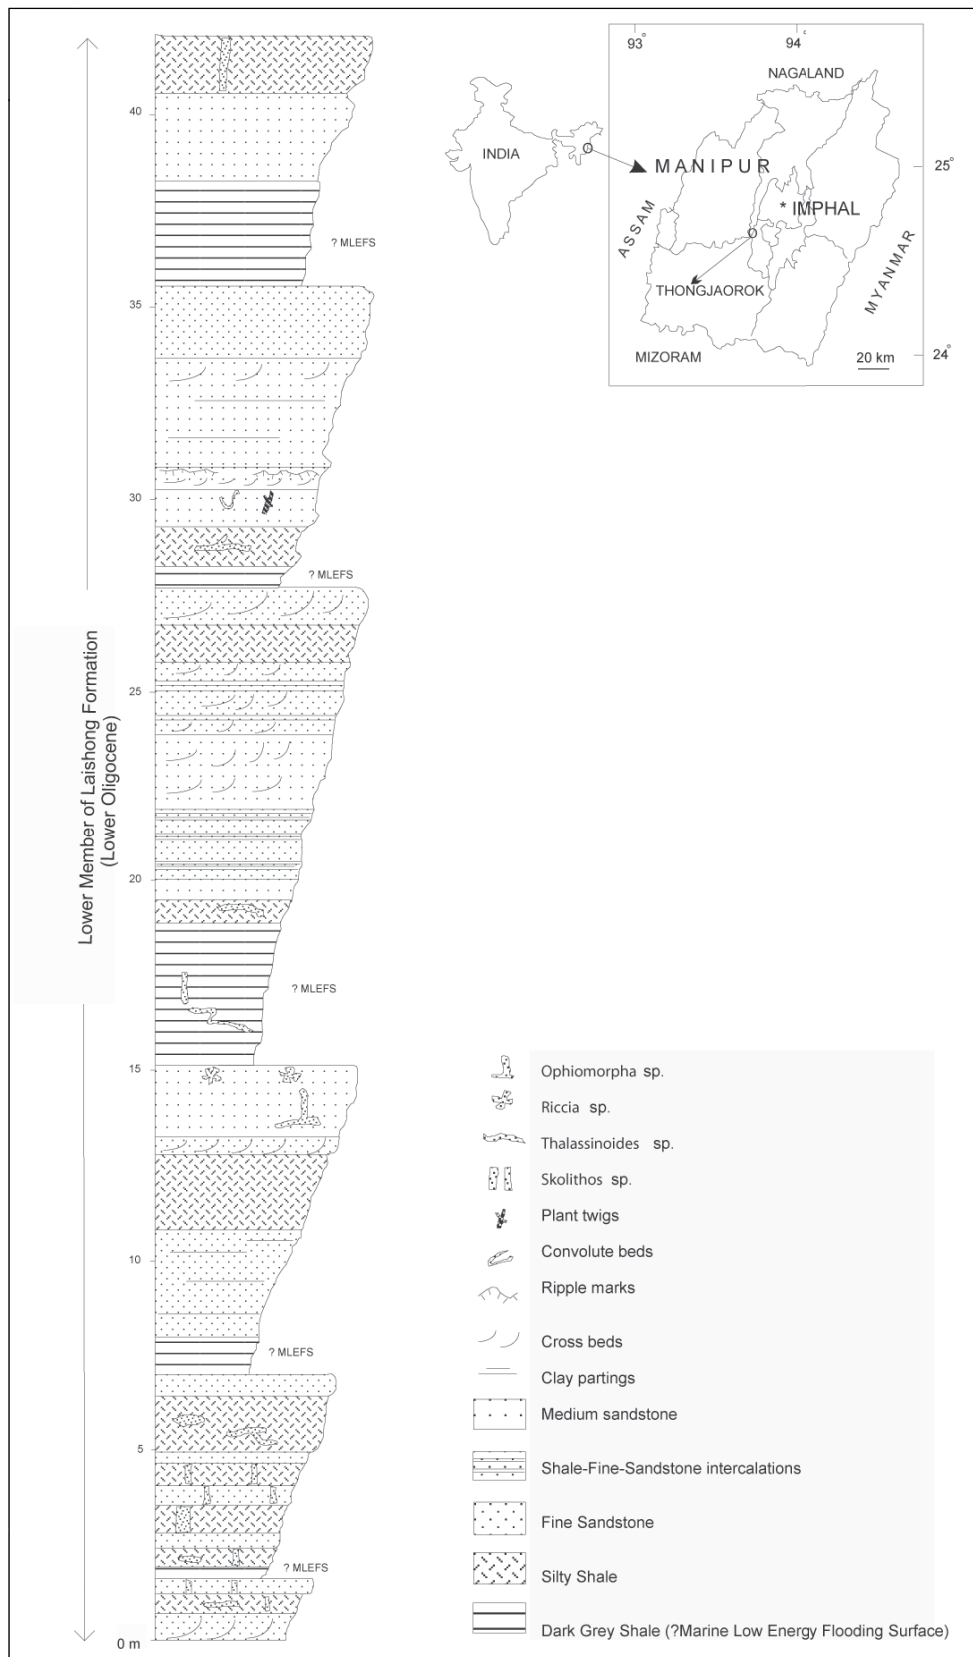 93°
94°
NAGALAND
INDIA
MANIPUR
25°
ASSAM
* IMPHAL
THONGJAOROK
MYANMAR
MIZORAM
20 km
24°
40
? MLEFS
35
30
? MLEFS
25
Lower Member of Laishong Formation
(Lower Oligocene)
20
? MLEFS
15
10
? MLEFS
5
? MLEFS
0 m
Ophiomorpha sp.
Riccia sp.
Thalassinoides sp.
Skolithos sp.
Plant twigs
Convolute beds
Ripple marks
Cross beds
Clay partings
Medium sandstone
Shale-Fine-Sandstone intercalations
Fine Sandstone
Silty Shale
Dark Grey Shale (?Marine Low Energy Flooding Surface)